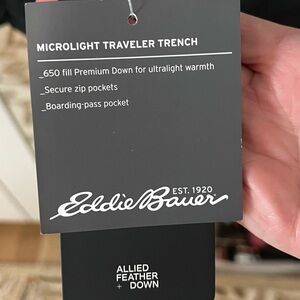 MICROLIGHT TRAVELER TRENCH
_650 fill Premium Down for ultralight warmth
_Secure zip pockets
_Boarding-pass pocket
EST. 1920
Eddie Bauer
ALLIED
FEATHER
+ DOWN